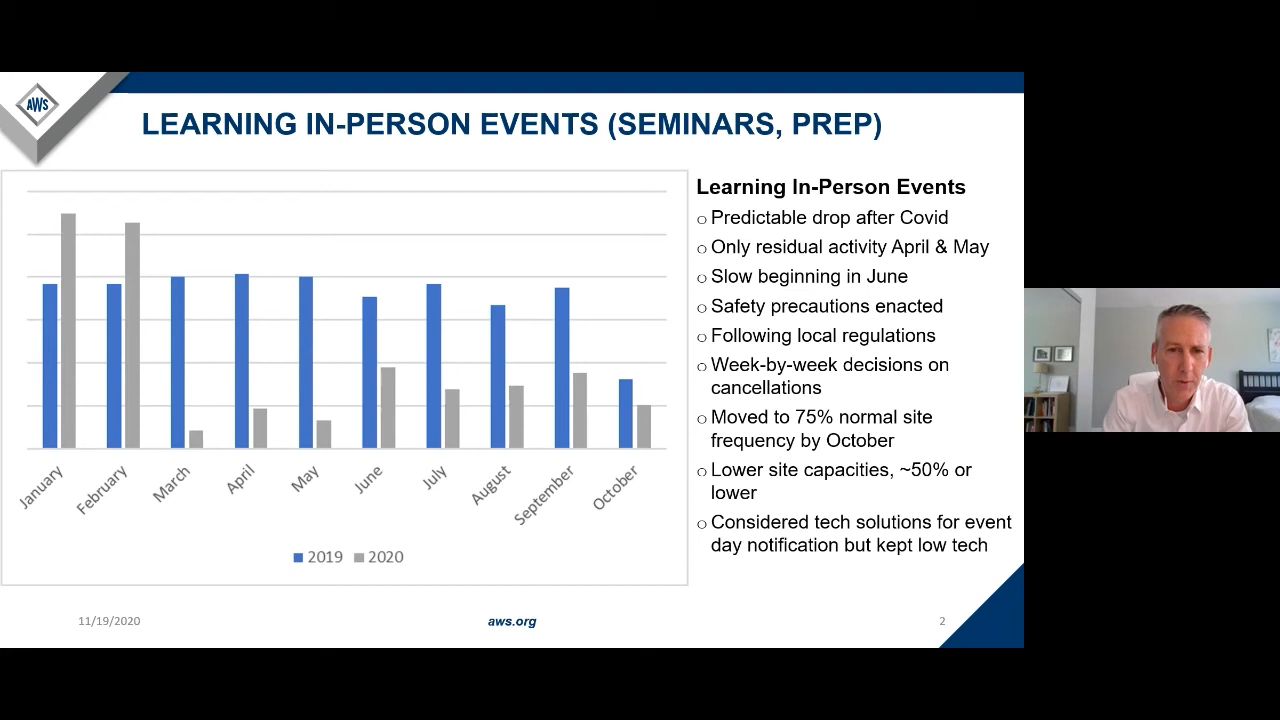 AWS
LEARNING IN-PERSON EVENTS (SEMINARS, PREP)
January
February
March
April
May
June
July
August
September
October
2019
2020
Learning In-Person Events
○ Predictable drop after Covid
○ Only residual activity April & May
○ Slow beginning in June
○ Safety precautions enacted
○ Following local regulations
○ Week-by-week decisions on
cancellations
○ Moved to 75% normal site
frequency by October
○ Lower site capacities, ~50% or
lower
○ Considered tech solutions for event
day notification but kept low tech
11/19/2020
aws.org
2